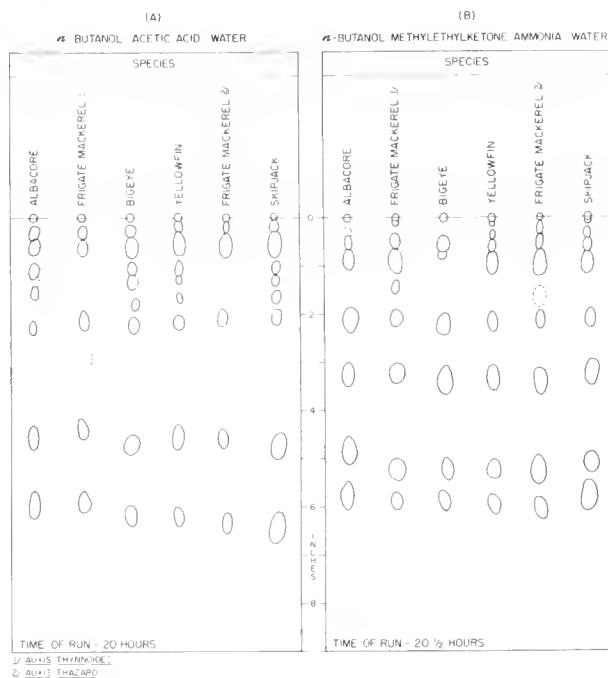 (A)
n-BUTANOL ACETIC ACID WATER
SPECIES
ALBACORE
FRIGATE MACKEREL 1/
BIGEYE
YELLOWFIN
FRIGATE MACKEREL 2/
SKIPJACK
TIME OF RUN - 20 HOURS
(B)
n-BUTANOL METHYLETHYLKETONE AMMONIA WATER
SPECIES
ALBACORE
FRIGATE MACKEREL 1/
BIGEYE
YELLOWFIN
FRIGATE MACKEREL 2/
SKIPJACK
0
2
4
6
INCHES
8
TIME OF RUN - 20 1/2 HOURS
1/ AUXIS THYNNOIDES
2/ AUXIS THAZARD